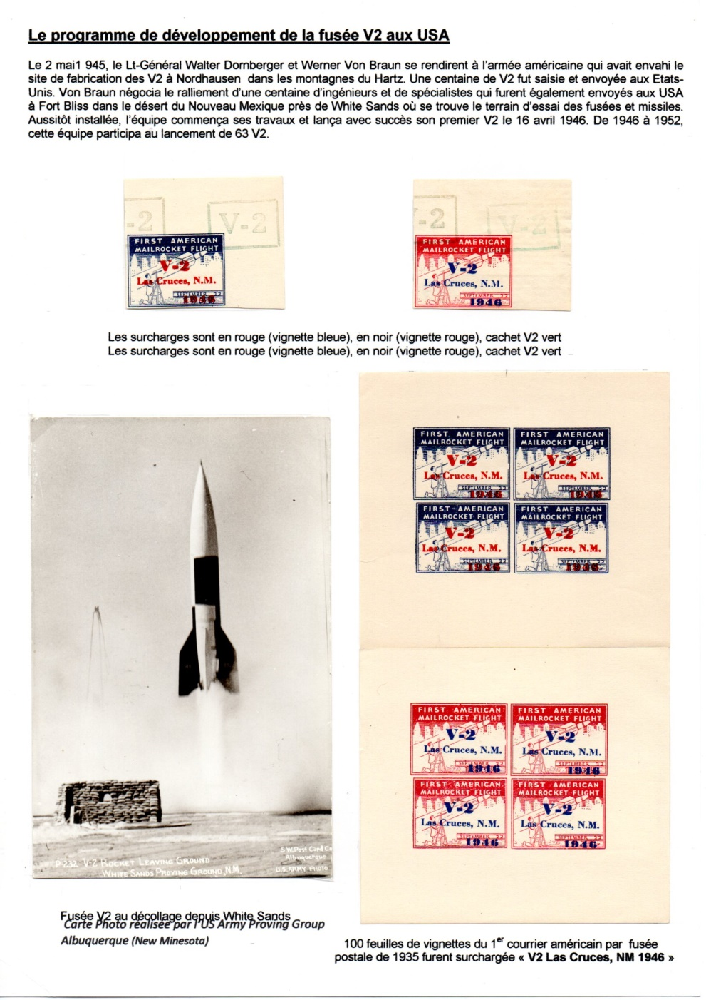 Le programme de développement de la fusée V2 aux USA
Le 2 mai1 945, le Lt-Général Walter Dornberger et Werner Von Braun se rendirent à l'armée américaine qui avait envahi le
site de fabrication des V2 à Nordhausen dans les montagnes du Hartz. Une centaine de V2 fut saisie et envoyée aux Etats-
Unis. Von Braun négocia le ralliement d'une centaine d'ingénieurs et de spécialistes qui furent également envoyés aux USA
à Fort Bliss dans le désert du Nouveau Mexique près de White Sands où se trouve le terrain d'essai des fusées et missiles.
Aussitôt installée, l'équipe commença ses travaux et lança avec succès son premier V2 le 16 avril 1946. De 1946 à 1952,
cette équipe participa au lancement de 63 V2.
-2 V-2
FIRST AMERICAN
MAILROCKET FLIGHT
V-2
Las Cruces, N.M.
SEPTEMBER 22
1946
-2 V-2
FIRST AMERICAN
MAILROCKET FLIGHT
V-2
Las Cruces, N.M.
SEPTEMBER 22
1946
Les surcharges sont en rouge (vignette bleue), en noir (vignette rouge), cachet V2 vert
Les surcharges sont en rouge (vignette bleue), en noir (vignette rouge), cachet V2 vert
FIRST AMERICAN FIRST AMERICAN
MAILROCKET FLIGHT MAILROCKET FLIGHT
V-2 V-2
Las Cruces, N.M. Las Cruces, N.M.
SEPTEMBER 22 SEPTEMBER 22
1946 1946
FIRST AMERICAN FIRST AMERICAN
MAILROCKET FLIGHT MAILROCKET FLIGHT
V-2 V-2
Las Cruces, N.M. Las Cruces, N.M.
SEPTEMBER 22 SEPTEMBER 22
1946 1946
FIRST AMERICAN FIRST AMERICAN
MAILROCKET FLIGHT MAILROCKET FLIGHT
V-2 V-2
Las Cruces, N.M. Las Cruces, N.M.
SEPTEMBER 22 SEPTEMBER 22
1946 1946
FIRST AMERICAN FIRST AMERICAN
MAILROCKET FLIGHT MAILROCKET FLIGHT
V-2 V-2
Las Cruces, N.M. Las Cruces, N.M.
SEPTEMBER 22 SEPTEMBER 22
1946 1946
P-232 V-2 ROCKET LEAVING GROUND
WHITE SANDS PROVING GROUND, N.M.
S.W. Post Card Co
Albuquerque
U.S. ARMY PHOTO
Fusée V2 au décollage depuis White Sands
Carte Photo réalisée par l'US Army Proving Group
Albuquerque (New Minesota)
100 feuilles de vignettes du 1er courrier américain par fusée
postale de 1935 furent surchargée « V2 Las Cruces, NM 1946 »